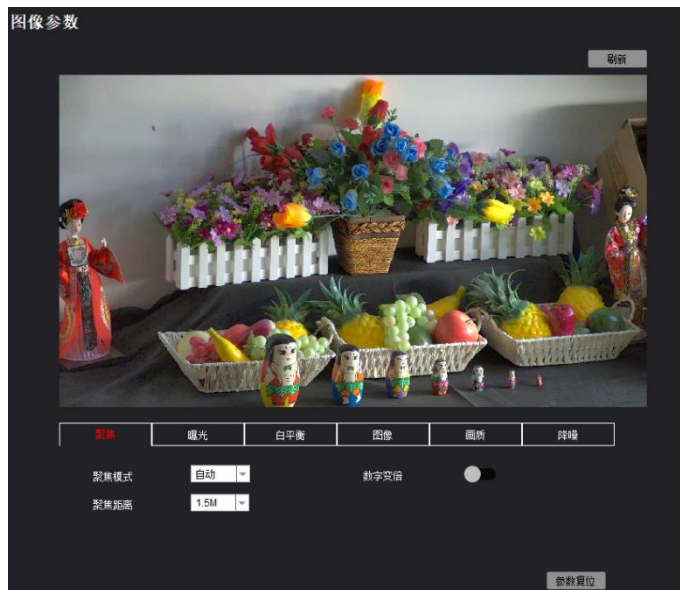 图像参数
刷新
聚焦 曝光 白平衡 图像 画质 降噪
聚焦模式 自动 数字变倍
聚焦距离 1.5M
参数复位